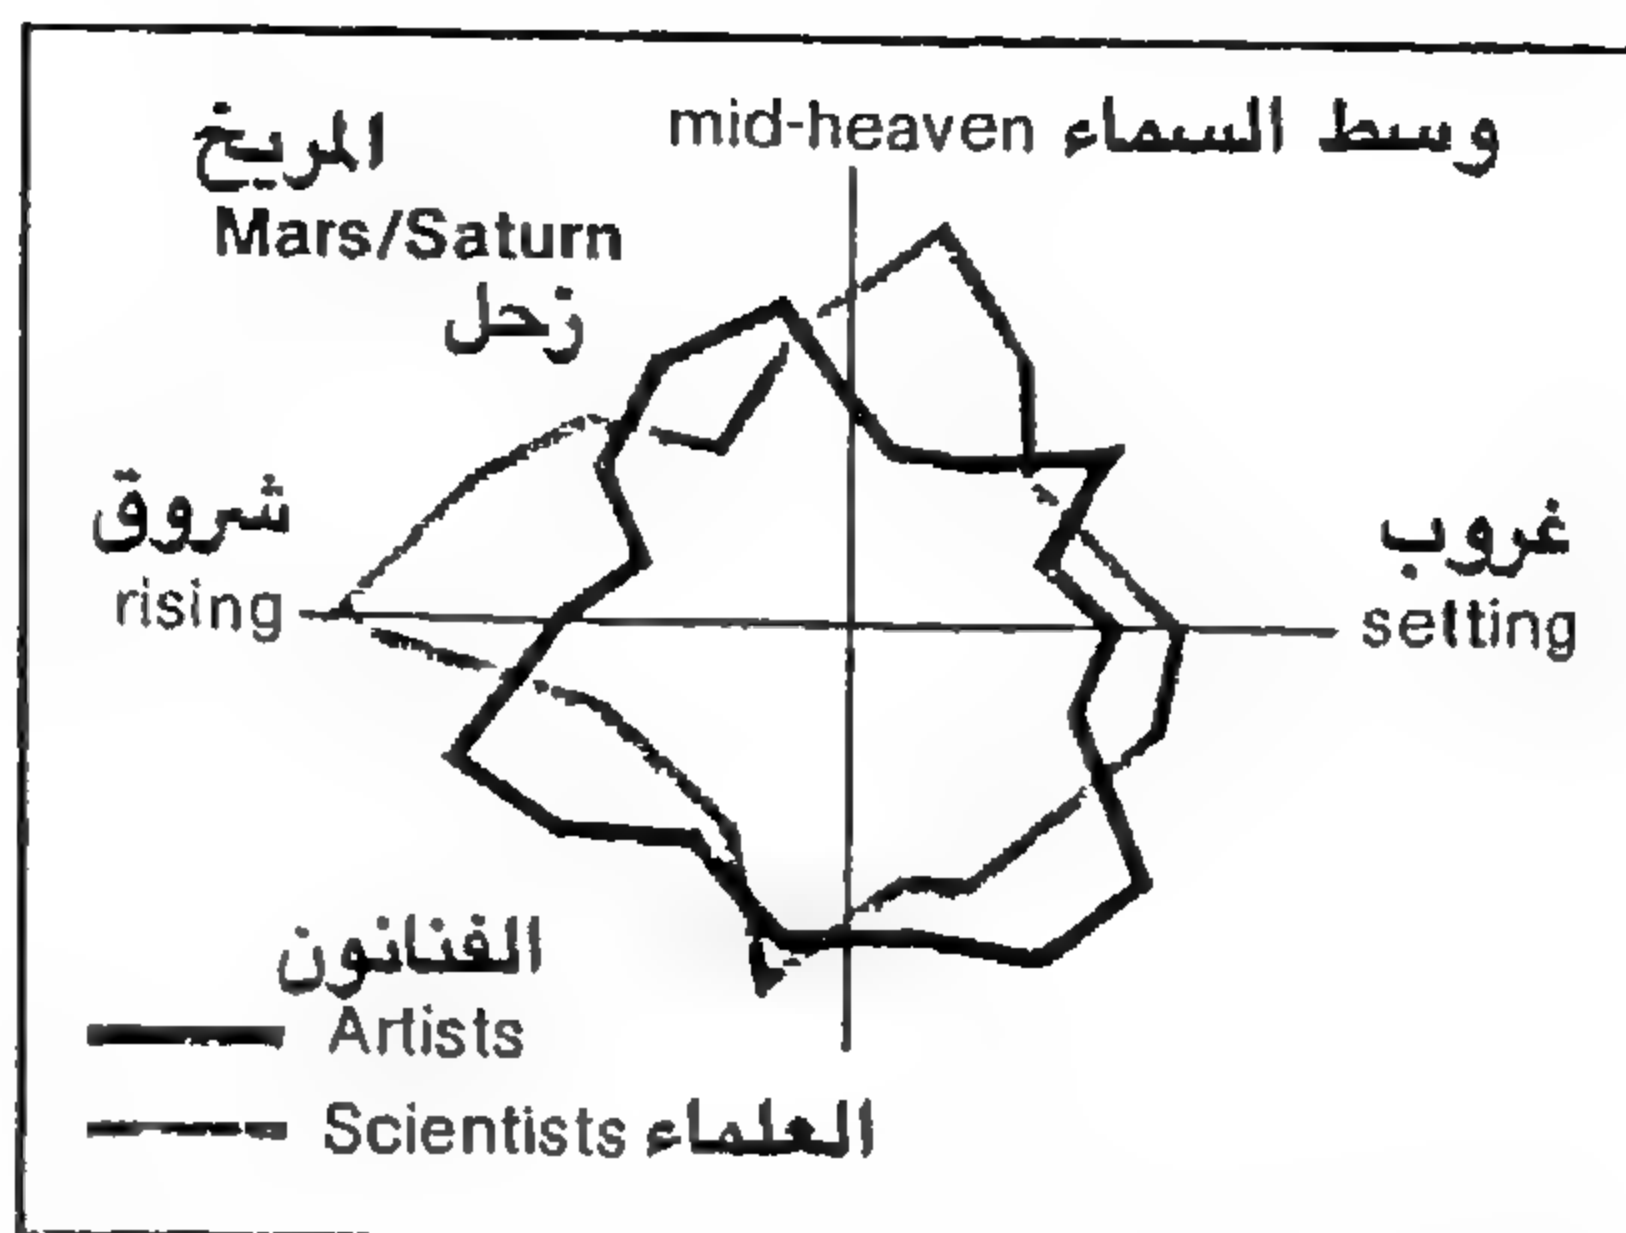 المريخ
Mars/Saturn
زحل
mid-heaven وسط السماء
شروق
rising
غروب
setting
الفنانون
Artists
Scientists العلماء